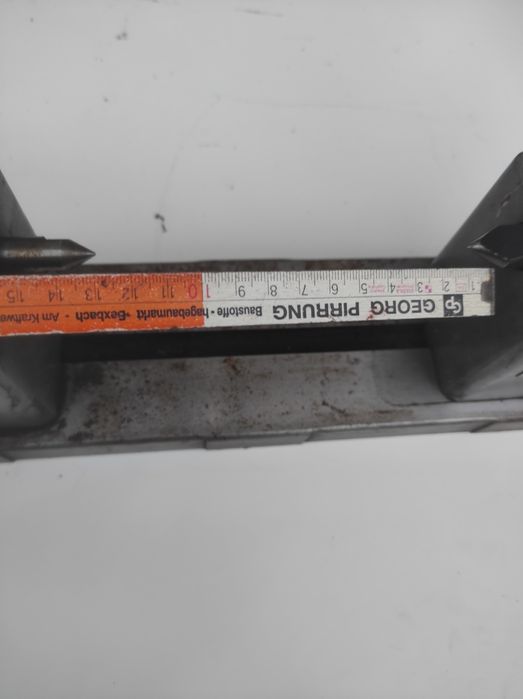 1 2 3 4 5 6 7 8 9 10 11 12 13 14 15
GP GEORG PIRRUNG Baustoffe · hagebaumarkt · Bexbach · Am Kraftwe